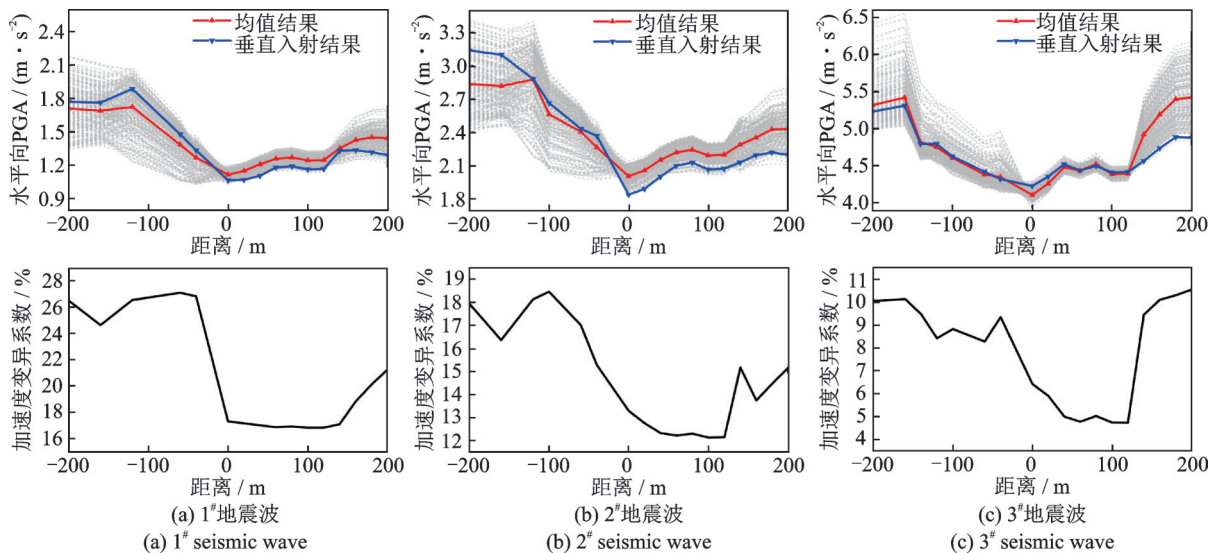 2.4
2.1
1.8
1.5
1.2
0.9
水平向PGA / (m·s⁻²)
均值结果
垂直入射结果
−200 −100 0 100 200
距离 / m
3.3
3.0
2.7
2.4
2.1
1.8
水平向PGA / (m·s⁻²)
均值结果
垂直入射结果
−200 −100 0 100 200
距离 / m
6.5
6.0
5.5
5.0
4.5
4.0
水平向PGA / (m·s⁻²)
均值结果
垂直入射结果
−200 −100 0 100 200
距离 / m
28
26
24
22
20
18
16
加速度变异系数 / %
−200 −100 0 100 200
距离 / m
19
18
17
16
15
14
13
12
加速度变异系数 / %
−200 −100 0 100 200
距离 / m
11
10
9
8
7
6
5
4
加速度变异系数 / %
−200 −100 0 100 200
距离 / m
(a) 1#地震波
(a) 1# seismic wave
(b) 2#地震波
(b) 2# seismic wave
(c) 3#地震波
(c) 3# seismic wave